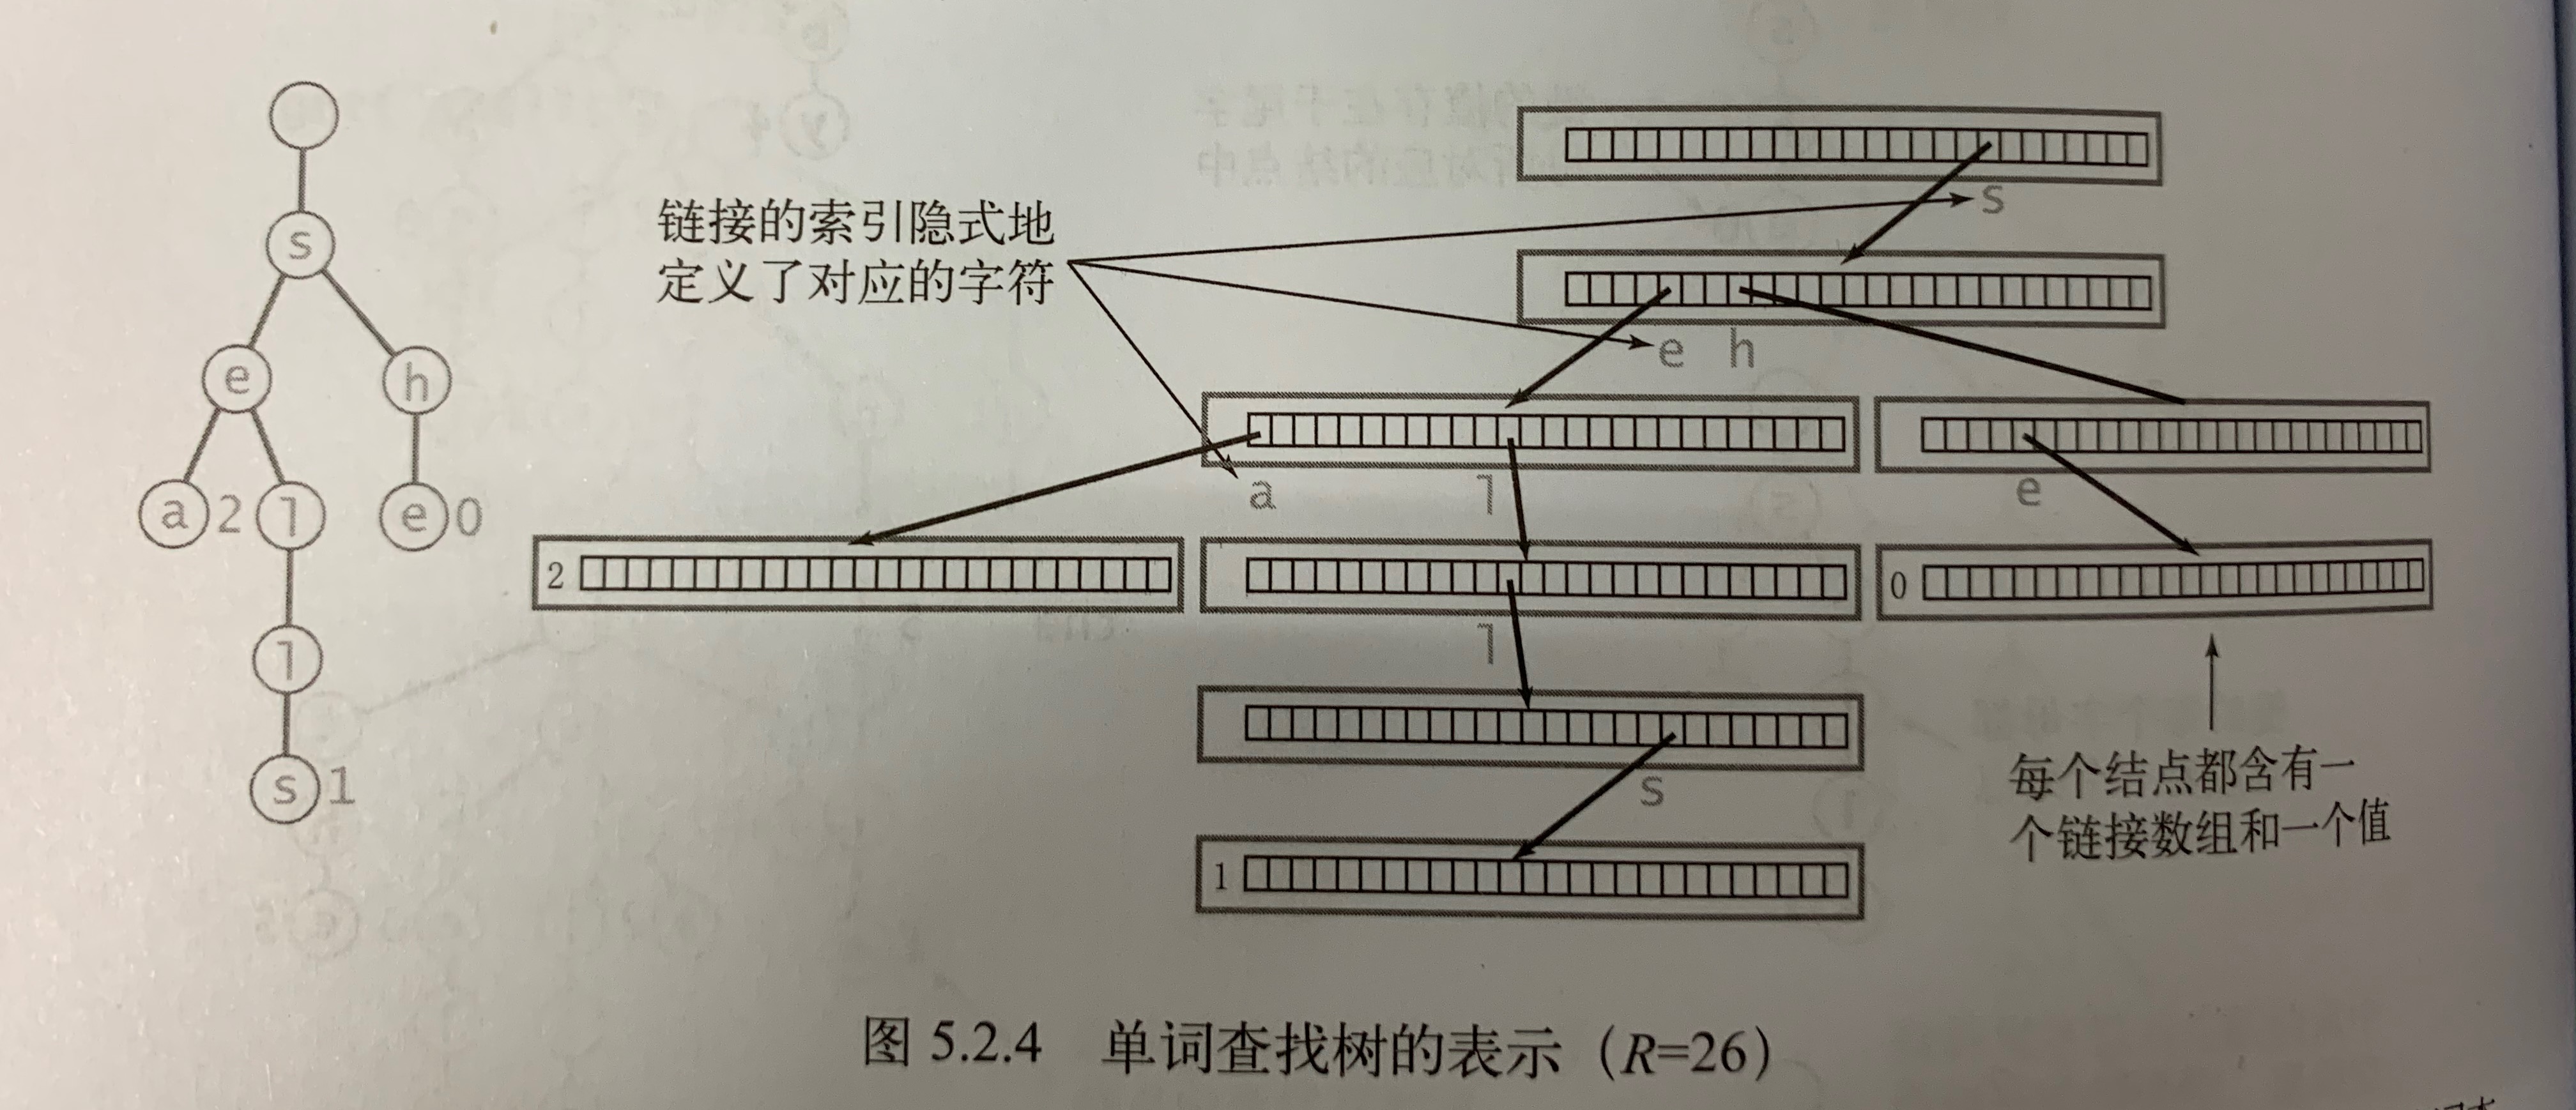 s
e
h
a 2
l
e 0
l
s 1
链接的索引隐式地
定义了对应的字符
s
e h
a
l
e
2
0
l
s
1
每个结点都含有一
个链接数组和一个值
图 5.2.4 单词查找树的表示（R=26）